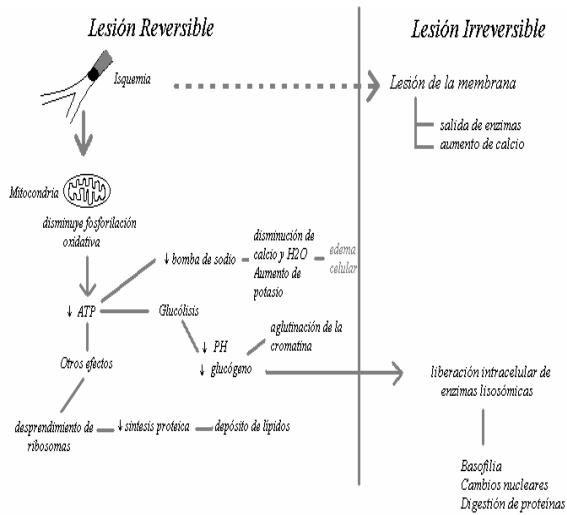 Lesión Reversible
Lesión Irreversible
Isquemia
Lesión de la membrana
salida de enzimas
aumento de calcio
Mitocondria
disminuye fosforilación
oxidativa
↓ bomba de sodio
disminución de
calcio y H2O
Aumento de
potasio
edema
celular
↓ ATP
Glucólisis
↓ PH
↓ glucógeno
aglutinación de la
cromatina
Otros efectos
liberación intracelular de
enzimas lisosómicas
desprendimiento de
ribosomas
↓ síntesis proteíca
depósito de lípidos
Basofilia
Cambios nucleares
Digestión de proteínas